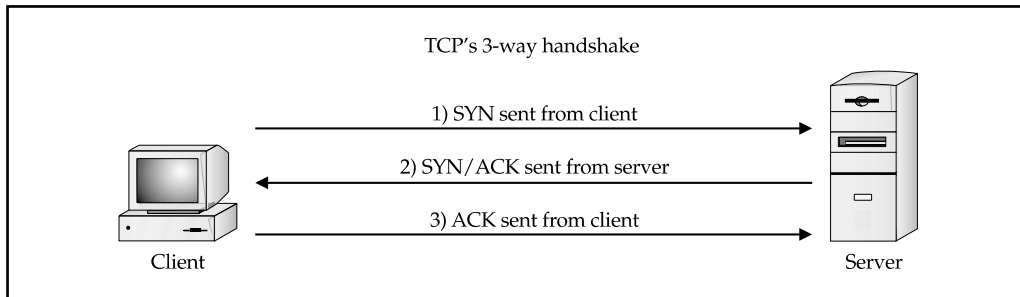 TCP's 3-way handshake
1) SYN sent from client
2) SYN/ACK sent from server
3) ACK sent from client
Client
Server